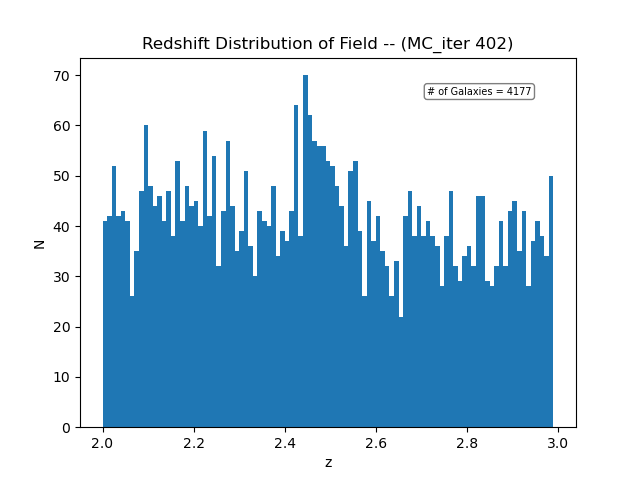 Redshift Distribution of Field -- (MC_iter 402)
# of Galaxies = 4177
N
70
60
50
40
30
20
10
0
2.0 2.2 2.4 2.6 2.8 3.0
z